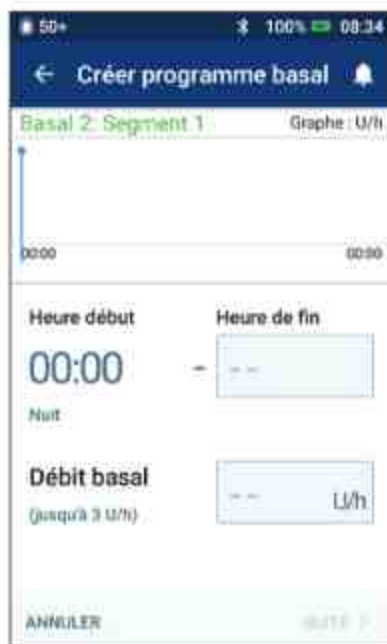 50+ 100% 08:34
← Créer programme basal
Basal 2: Segment 1 Graphe : U/h
00:00 00:00
Heure début Heure de fin
00:00 - --
Nuit
Débit basal -- U/h
(jusqu'à 3 U/h)
ANNULER